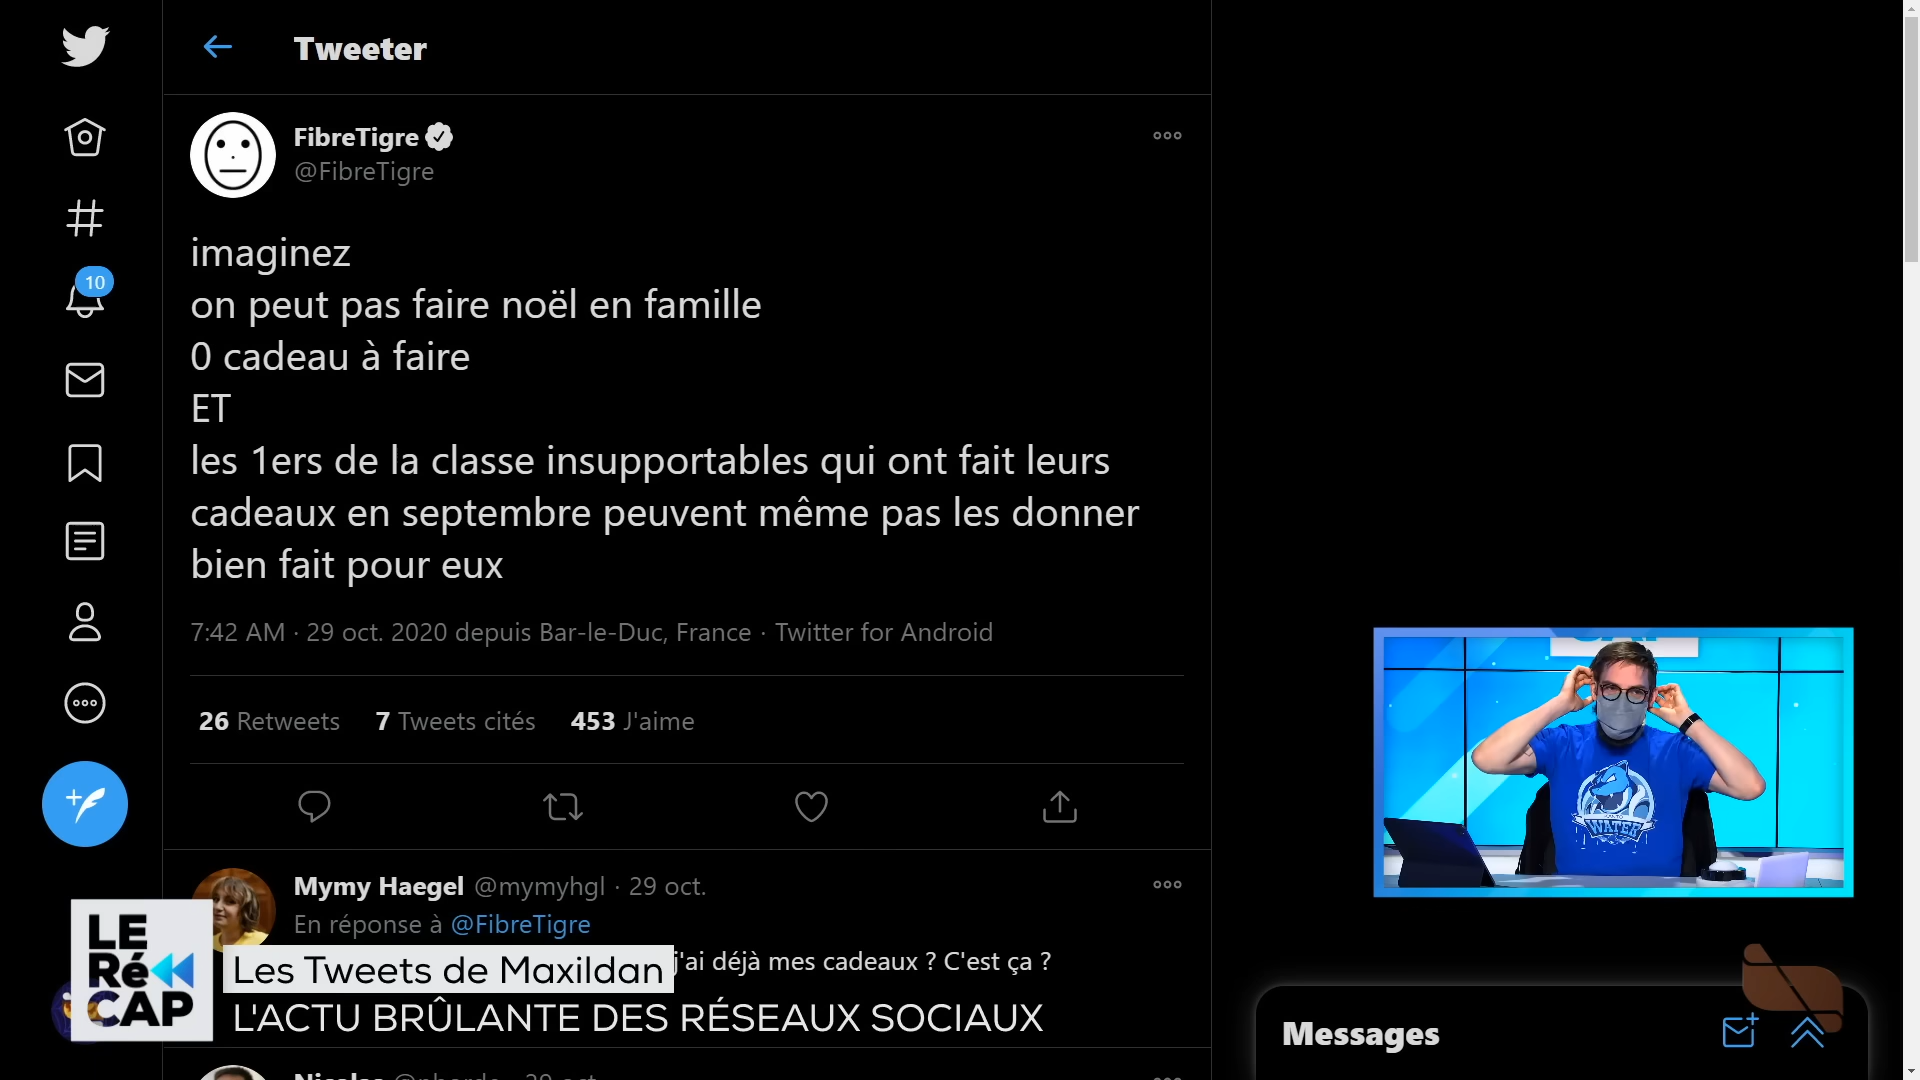 Tweeter
FibreTigre
@FibreTigre
imaginez
on peut pas faire noël en famille
0 cadeau à faire
ET
les 1ers de la classe insupportables qui ont fait leurs
cadeaux en septembre peuvent même pas les donner
bien fait pour eux
7:42 AM · 29 oct. 2020 depuis Bar-le-Duc, France · Twitter for Android
26 Retweets 7 Tweets cités 453 J'aime
10
Mymy Haegel @mymyhgl · 29 oct.
En réponse à @FibreTigre
j'ai déjà mes cadeaux ? C'est ça ?
LE
Ré
CAP
Les Tweets de Maxildan
L'ACTU BRÛLANTE DES RÉSEAUX SOCIAUX
WATER
Messages